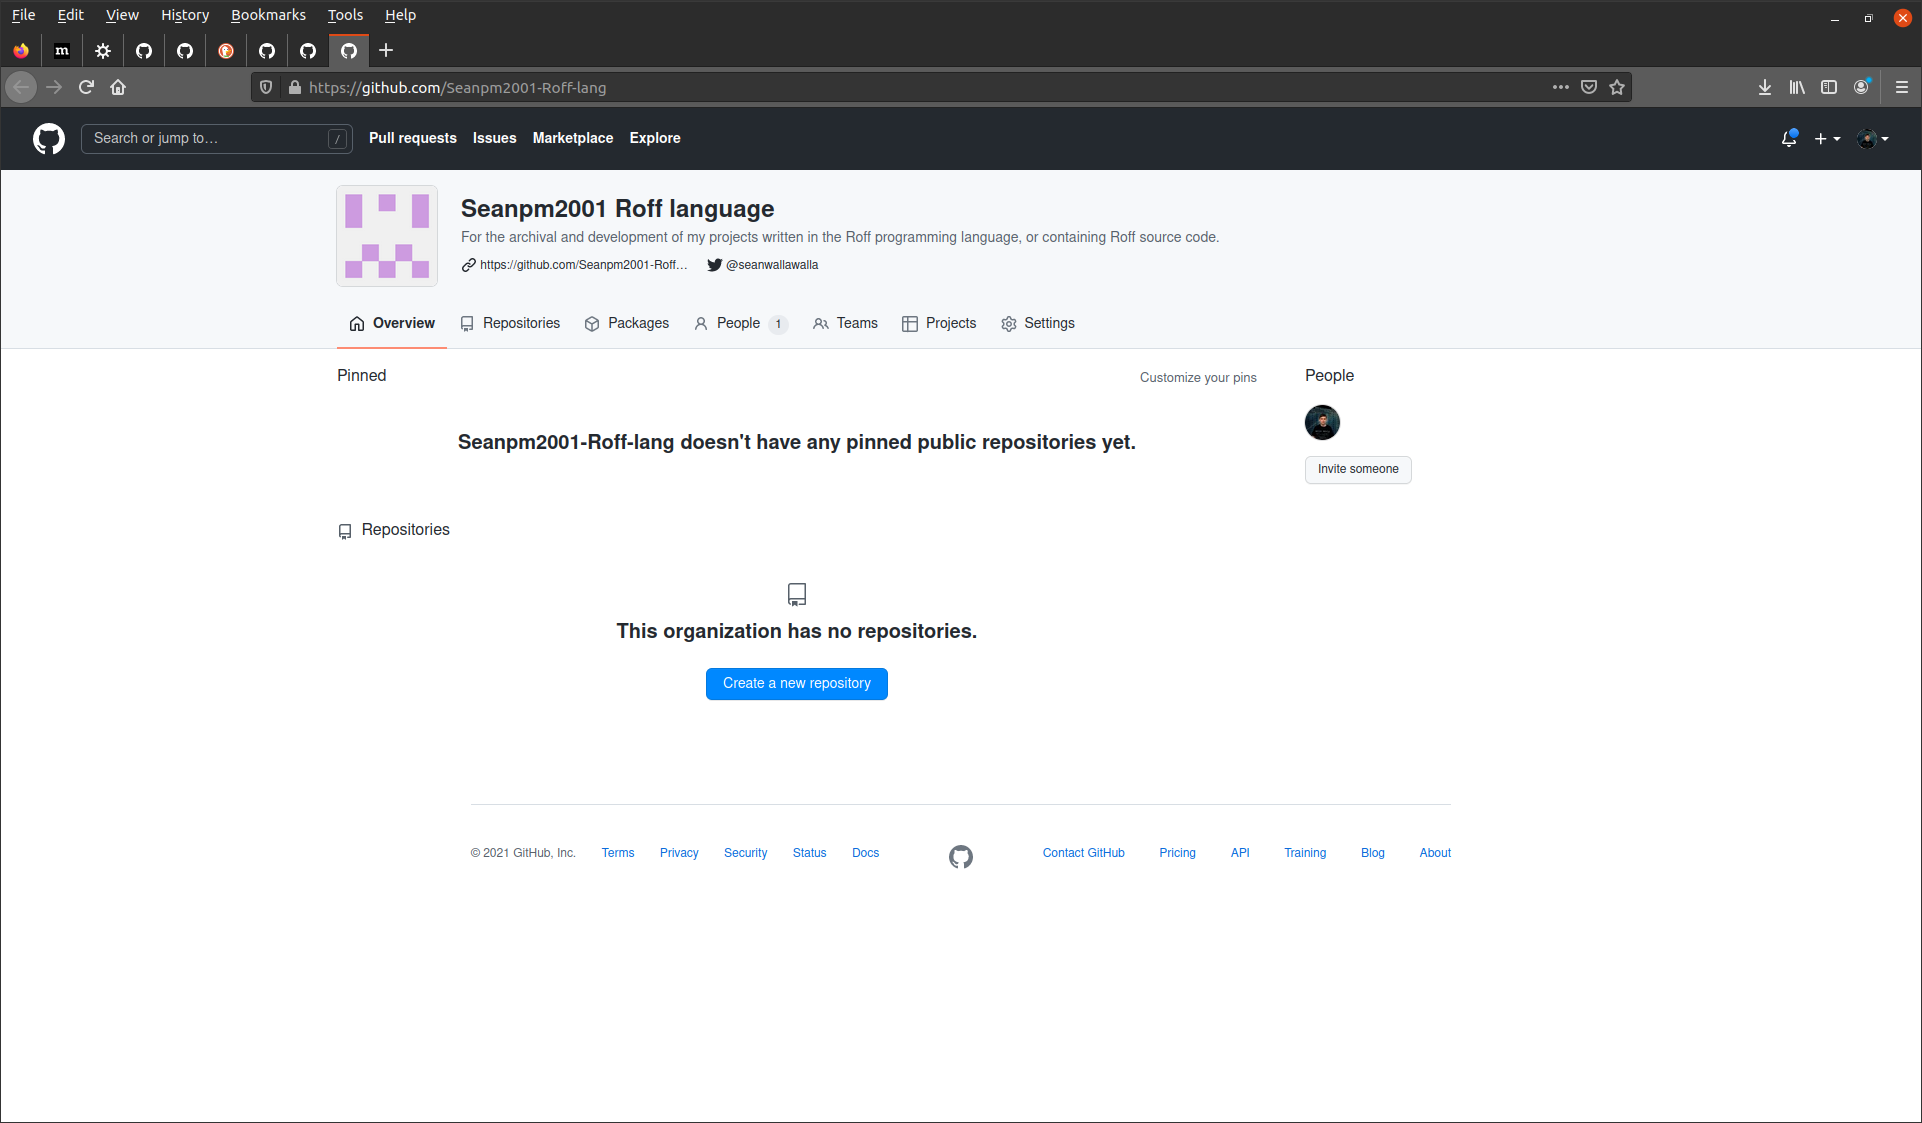 File Edit View History Bookmarks Tools Help
m
https://github.com/Seanpm2001-Roff-lang
Search or jump to… / Pull requests Issues Marketplace Explore
Seanpm2001 Roff language
For the archival and development of my projects written in the Roff programming language, or containing Roff source code.
https://github.com/Seanpm2001-Roff... @seanwallawalla
Overview Repositories Packages People 1 Teams Projects Settings
Pinned Customize your pins People
Seanpm2001-Roff-lang doesn't have any pinned public repositories yet.
Invite someone
Repositories
This organization has no repositories.
Create a new repository
© 2021 GitHub, Inc. Terms Privacy Security Status Docs Contact GitHub Pricing API Training Blog About